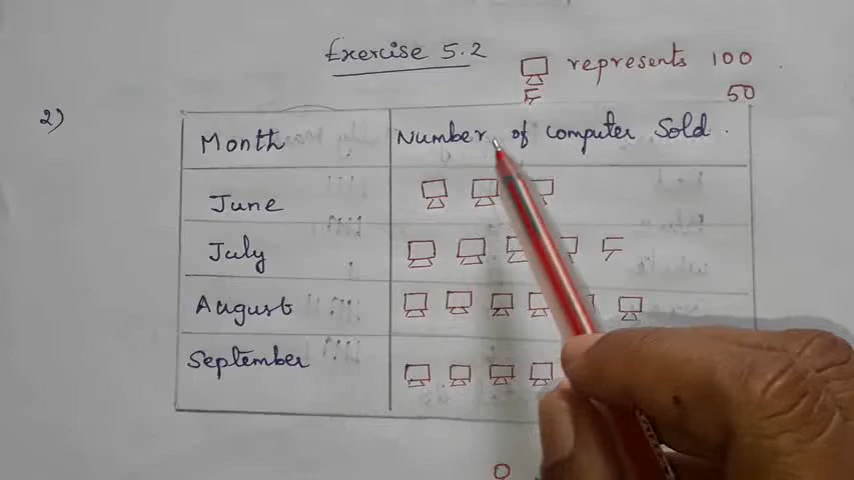 Exercise 5.2
represents 100
50
2)
Month Number of computer Sold.
June
July
August
September